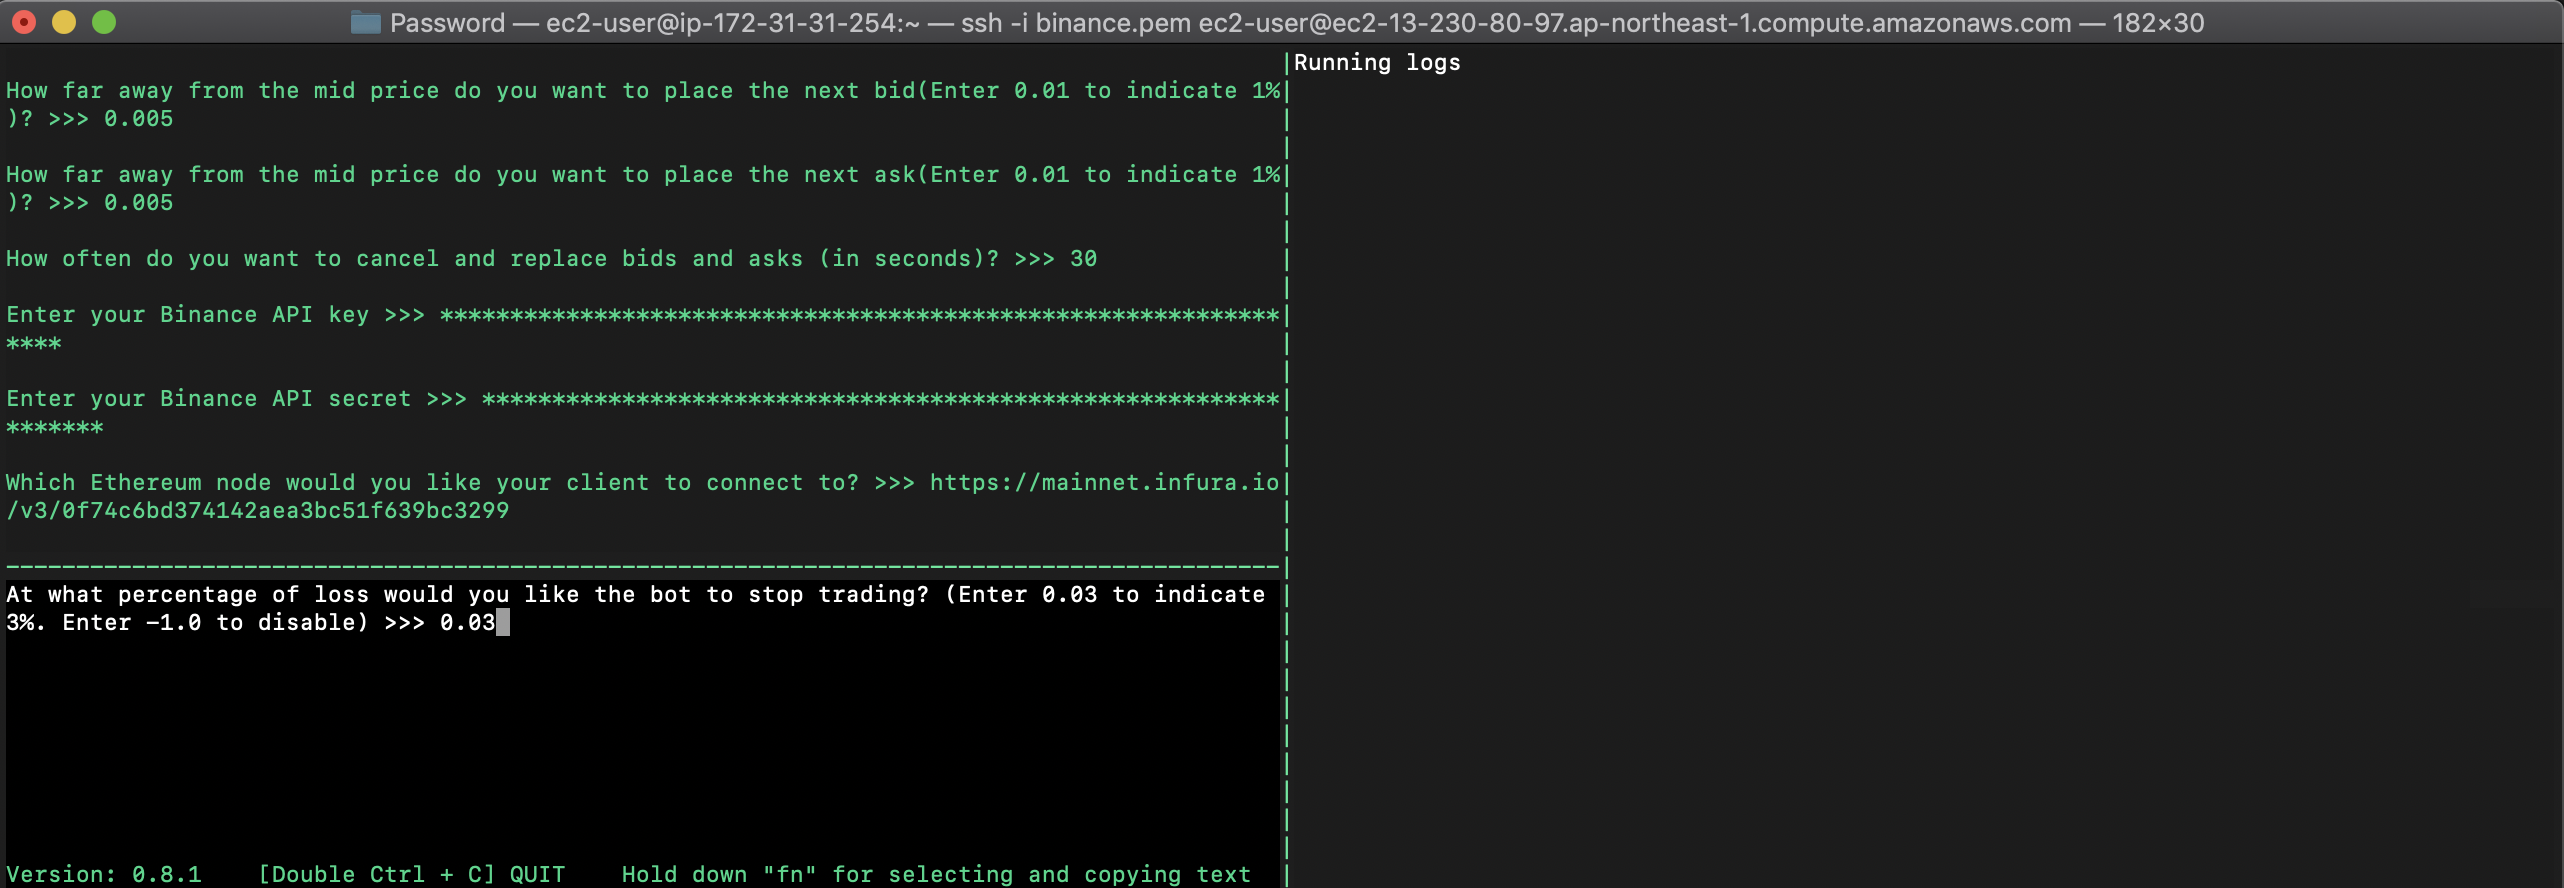 Password — ec2-user@ip-172-31-31-254:~ — ssh -i binance.pem ec2-user@ec2-13-230-80-97.ap-northeast-1.compute.amazonaws.com — 182×30
How far away from the mid price do you want to place the next bid(Enter 0.01 to indicate 1%
)? >>> 0.005
How far away from the mid price do you want to place the next ask(Enter 0.01 to indicate 1%
)? >>> 0.005
How often do you want to cancel and replace bids and asks (in seconds)? >>> 30
Enter your Binance API key >>> ************************************************************
****
Enter your Binance API secret >>> *********************************************************
*******
Which Ethereum node would you like your client to connect to? >>> https://mainnet.infura.io
/v3/0f74c6bd374142aea3bc51f639bc3299
-------------------------------------------------------------------------------------------
At what percentage of loss would you like the bot to stop trading? (Enter 0.03 to indicate
3%. Enter -1.0 to disable) >>> 0.03
Version: 0.8.1    [Double Ctrl + C] QUIT    Hold down "fn" for selecting and copying text
Running logs